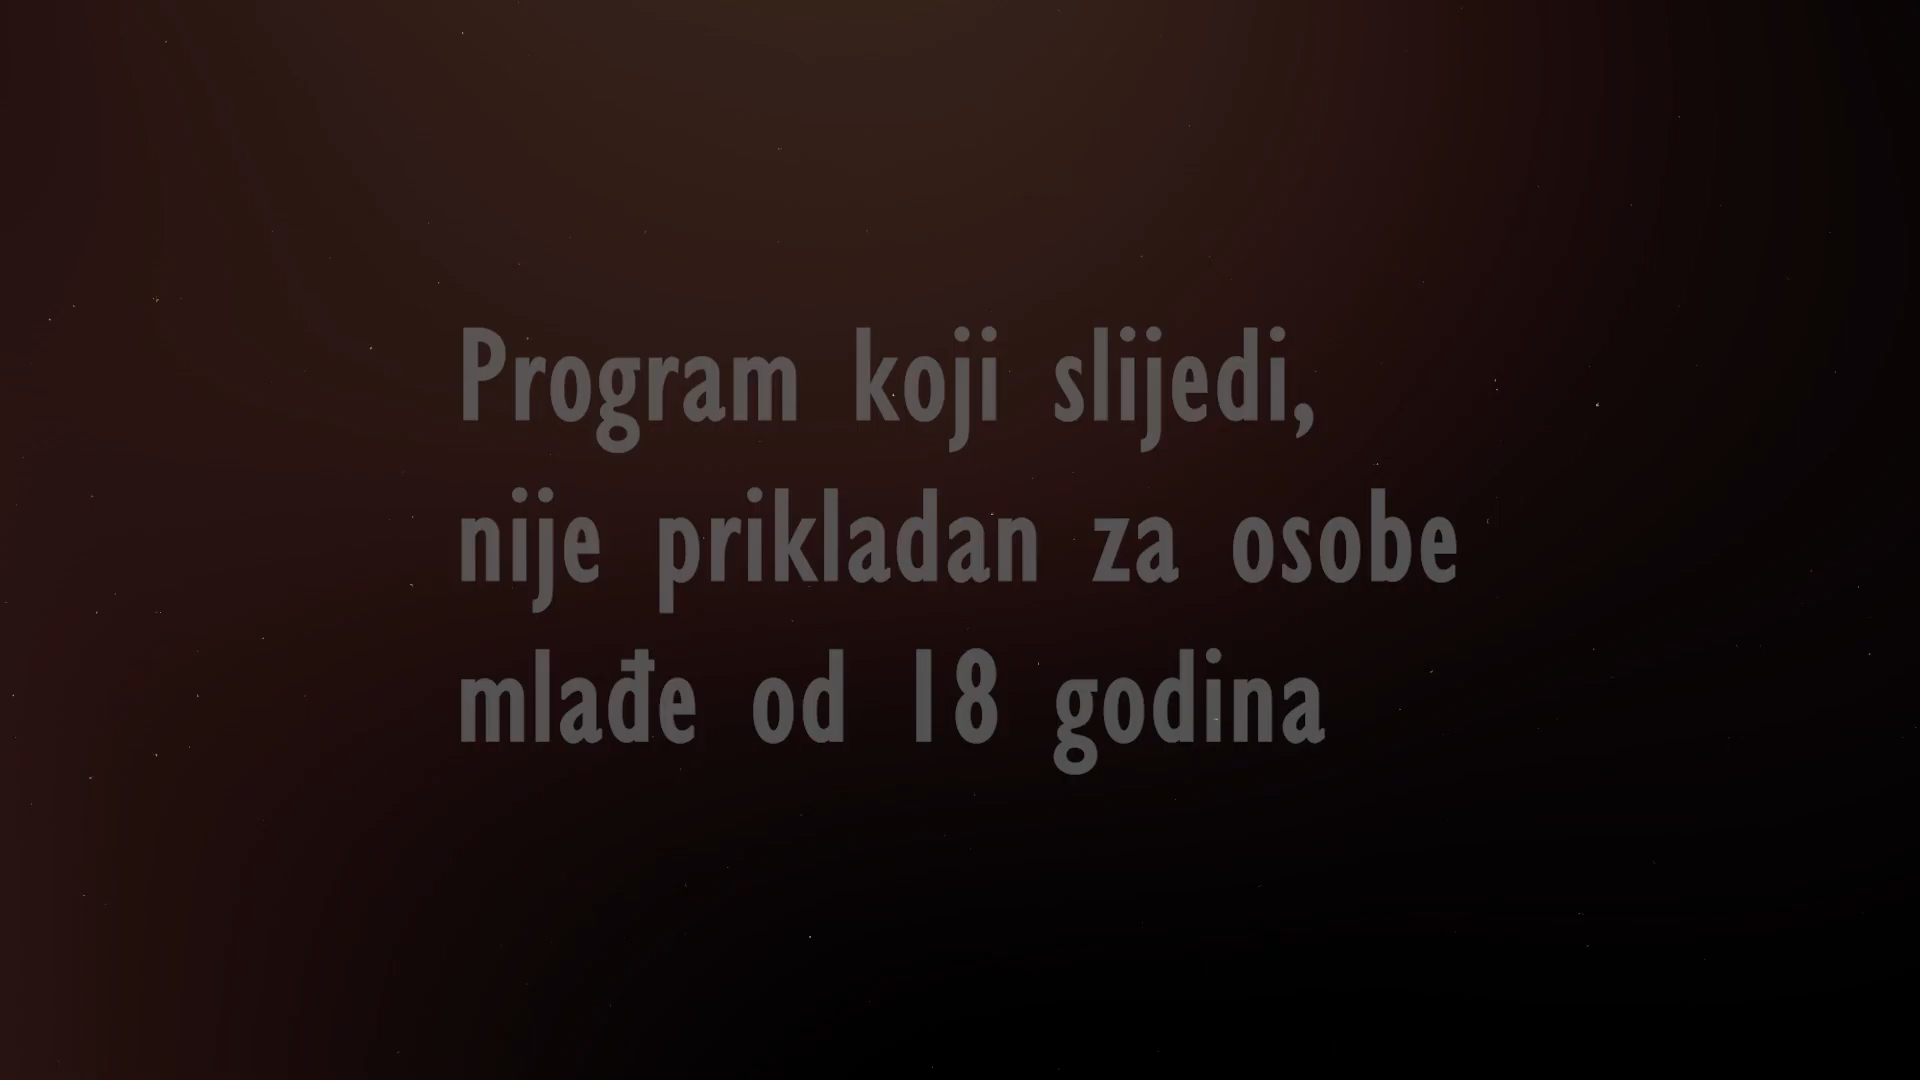 Program koji slijedi,
nije prikladan za osobe
mlađe od 18 godina